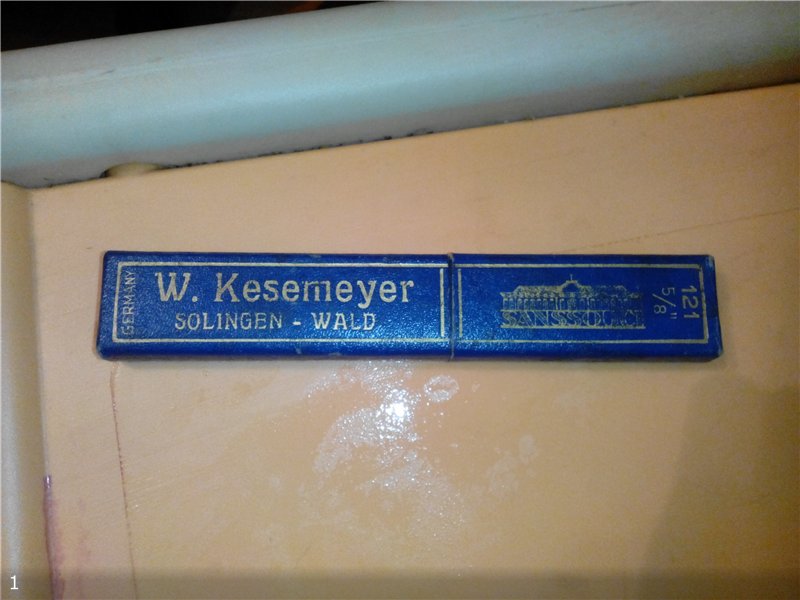 GERMANY
W. Kesemeyer
SOLINGEN - WALD
SANSSOUCI
121
5/8"
1